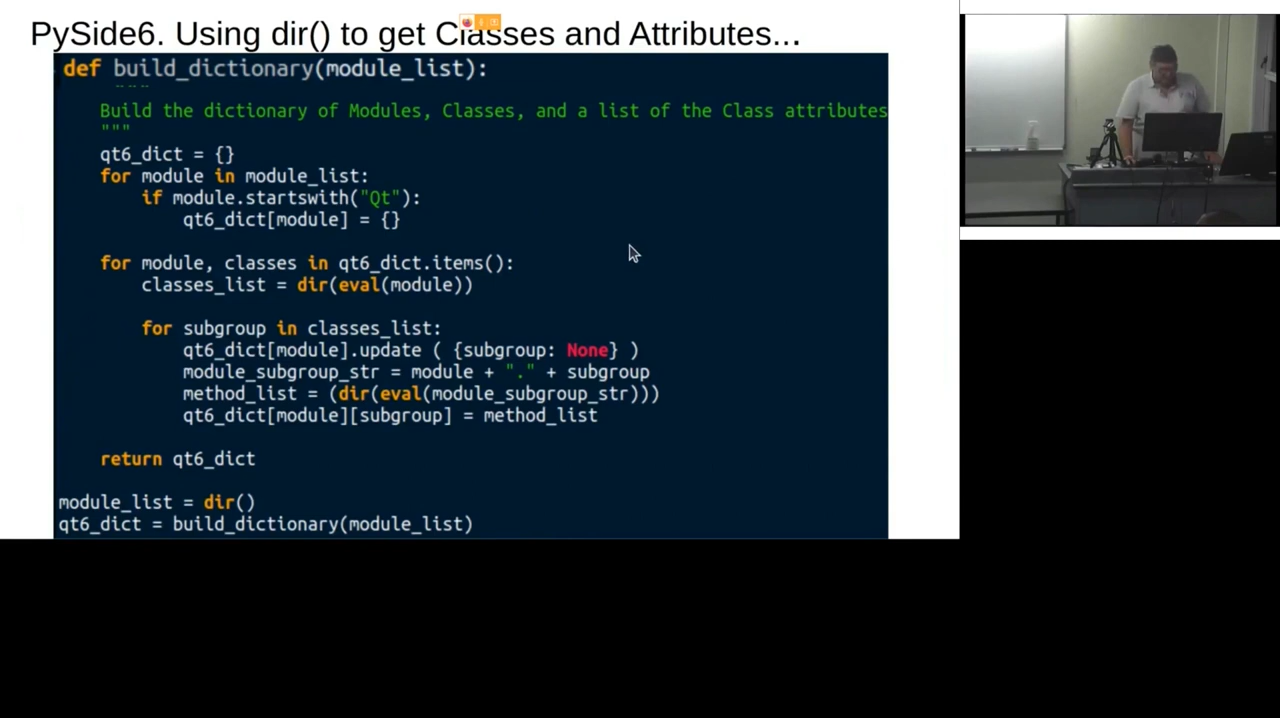 PySide6. Using dir() to get Classes and Attributes...
def build_dictionary(module_list):
"""
Build the dictionary of Modules, Classes, and a list of the Class attributes
"""
qt6_dict = {}
for module in module_list:
if module.startswith("Qt"):
qt6_dict[module] = {}
for module, classes in qt6_dict.items():
classes_list = dir(eval(module))
for subgroup in classes_list:
qt6_dict[module].update ( {subgroup: None} )
module_subgroup_str = module + "." + subgroup
method_list = (dir(eval(module_subgroup_str)))
qt6_dict[module][subgroup] = method_list
return qt6_dict
module_list = dir()
qt6_dict = build_dictionary(module_list)